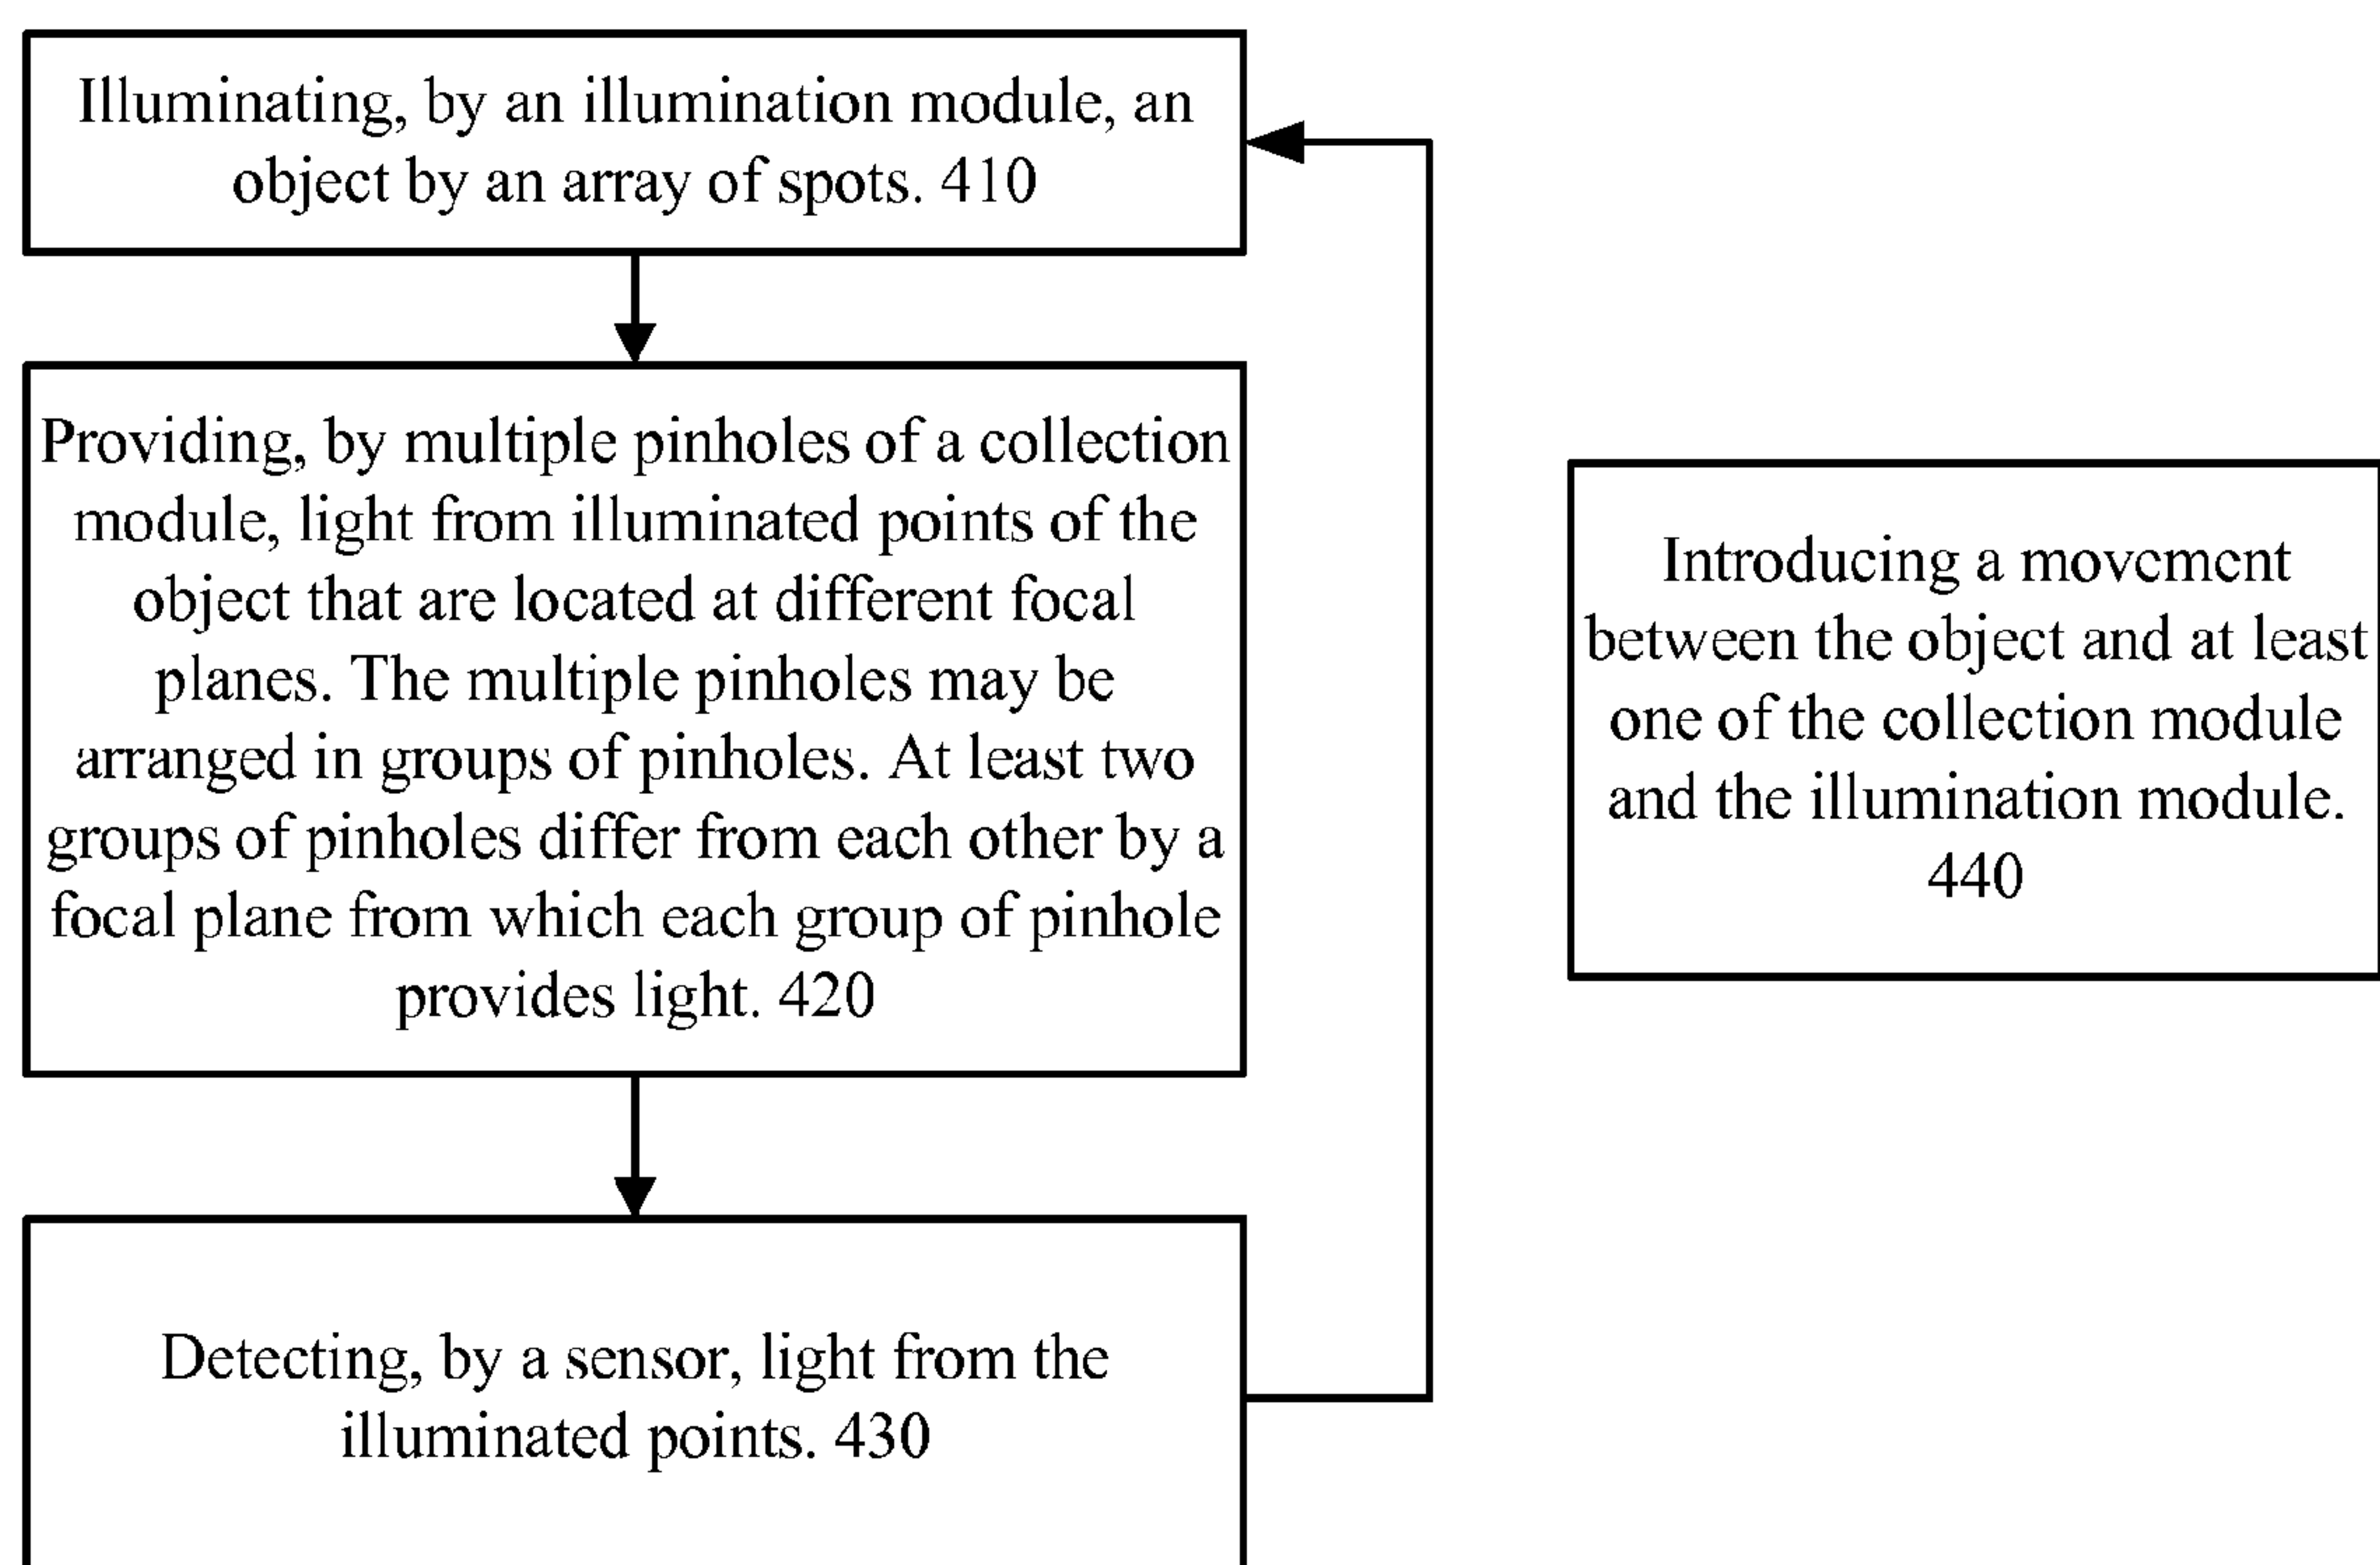 Illuminating, by an illumination module, an
object by an array of spots. 410
Providing, by multiple pinholes of a collection
module, light from illuminated points of the
object that are located at different focal
planes. The multiple pinholes may be
arranged in groups of pinholes. At least two
groups of pinholes differ from each other by a
focal plane from which each group of pinhole
provides light. 420
Detecting, by a sensor, light from the
illuminated points. 430
Introducing a movement
between the object and at least
one of the collection module
and the illumination module.
440